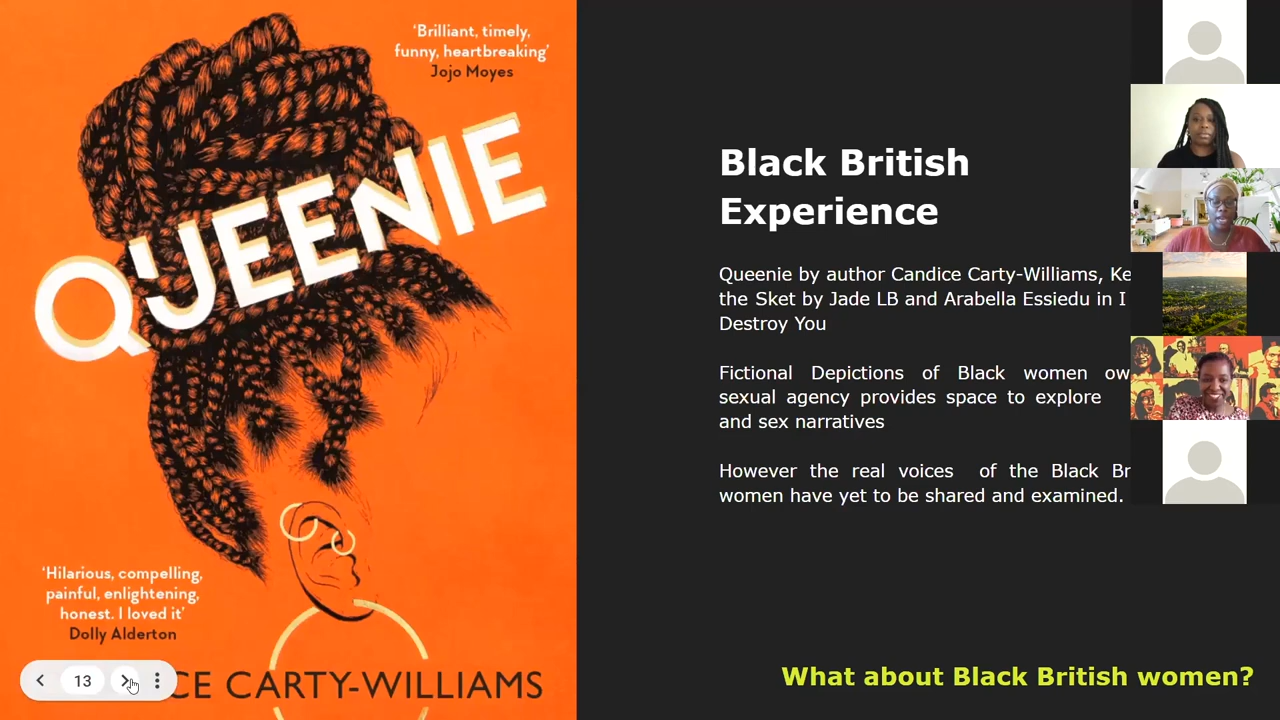 ‘Brilliant, timely,
funny, heartbreaking’
Jojo Moyes
QUEENIE
‘Hilarious, compelling,
painful, enlightening,
honest. I loved it’
Dolly Alderton
CE CARTY-WILLIAMS
13
Black British
Experience
Queenie by author Candice Carty-Williams, Ke
the Sket by Jade LB and Arabella Essiedu in I
Destroy You
Fictional Depictions of Black women ow
sexual agency provides space to explore
and sex narratives
However the real voices of the Black Br
women have yet to be shared and examined.
What about Black British women?